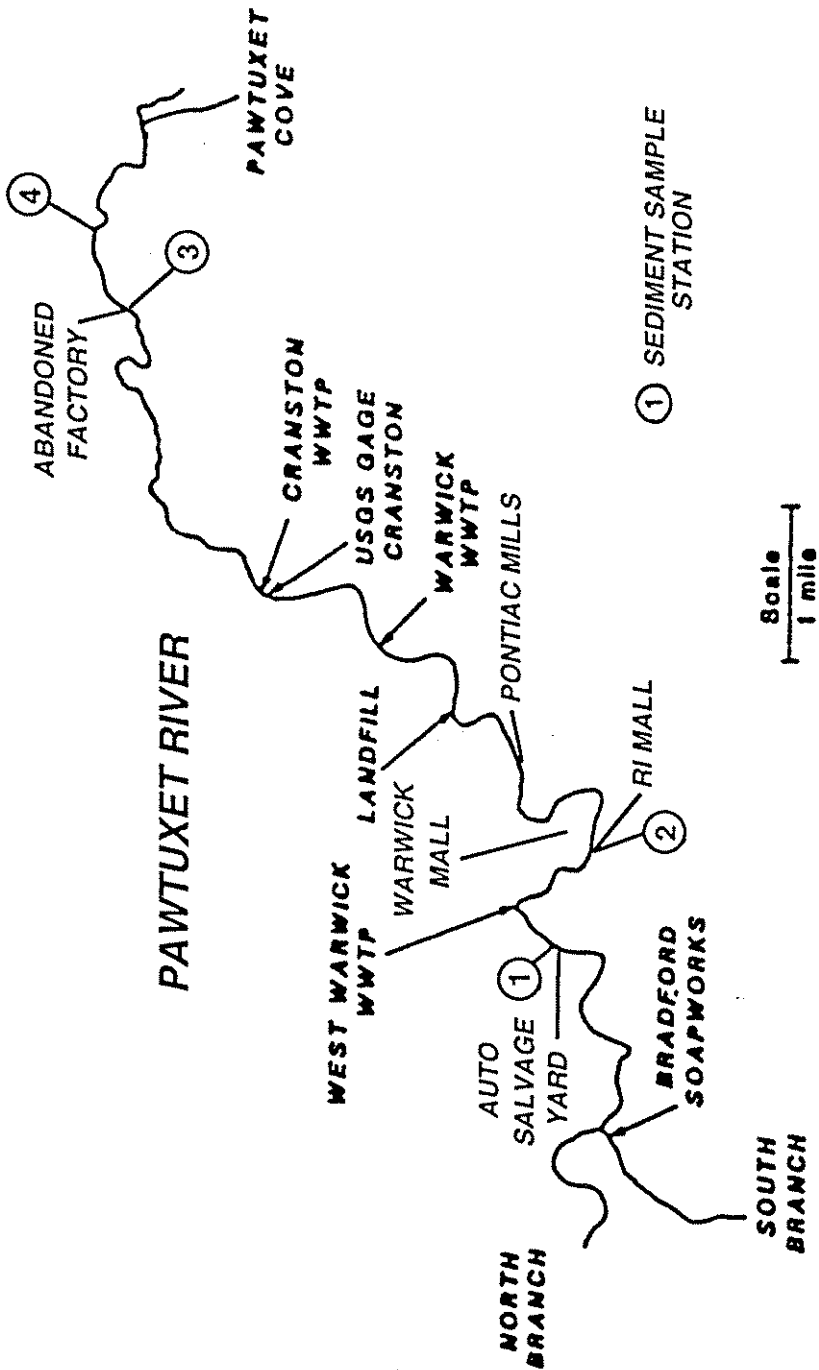 PAWTUXET RIVER
NORTH
BRANCH
SOUTH
BRANCH
BRADFORD
SOAPWORKS
AUTO
SALVAGE
YARD
1
WEST WARWICK
WWTP
WARWICK
MALL
2
RI MALL
LANDFILL
PONTIAC MILLS
WARWICK
WWTP
USGS GAGE
CRANSTON
CRANSTON
WWTP
ABANDONED
FACTORY
3
4
PAWTUXET
COVE
1 SEDIMENT SAMPLE
STATION
Scale
1 mile